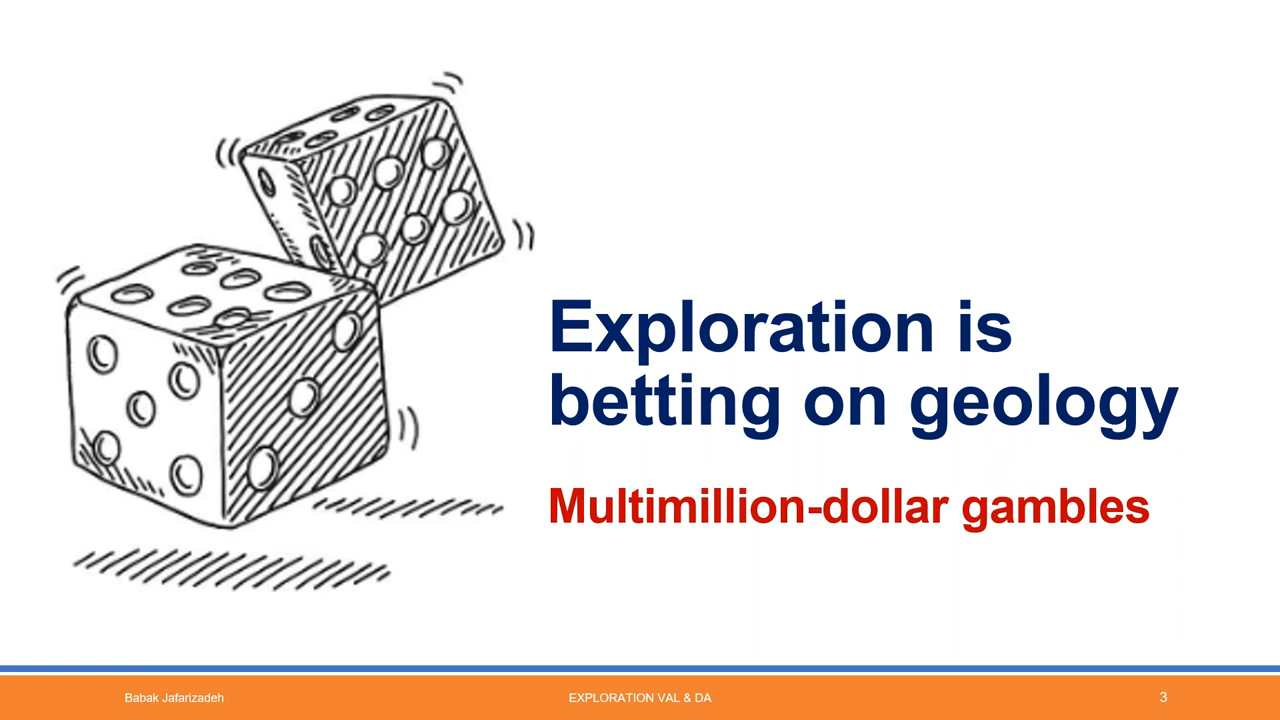 Exploration is
betting on geology
Multimillion-dollar gambles
Babak Jafarizadeh
EXPLORATION VAL & DA
3